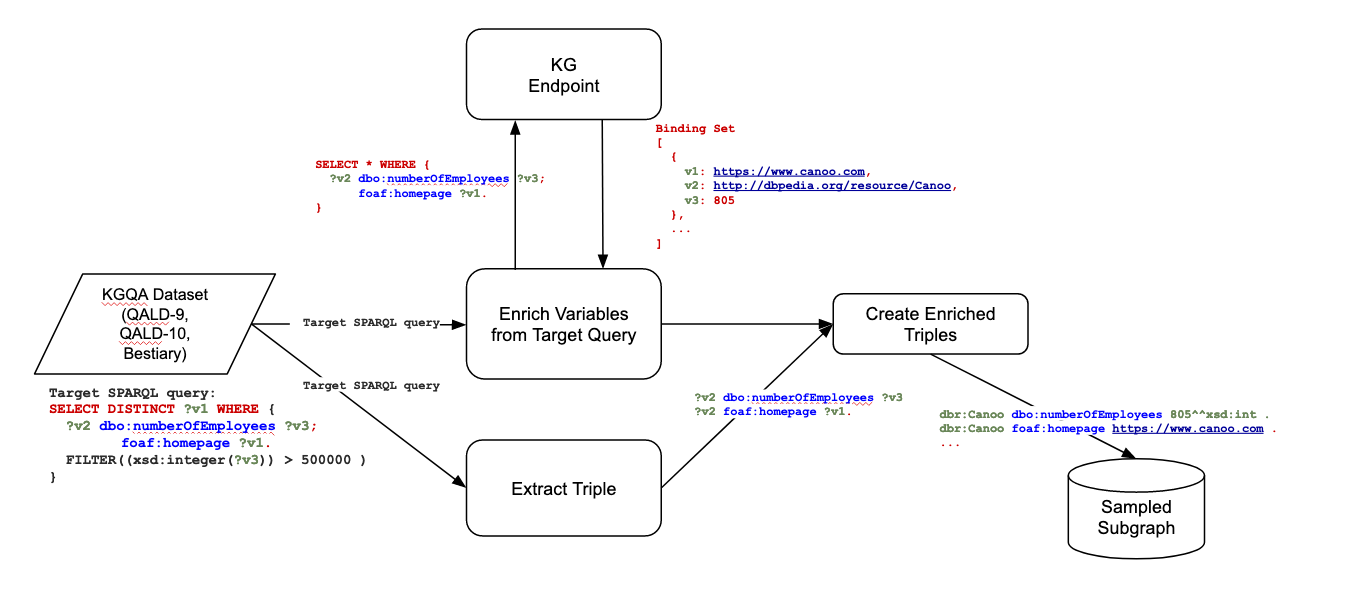 KG
Endpoint
Binding Set
[
{
v1: https://www.canoo.com,
v2: http://dbpedia.org/resource/Canoo,
v3: 805
},
...
]
SELECT * WHERE {
?v2 dbo:numberOfEmployees ?v3;
foaf:homepage ?v1.
}
KGQA Dataset
(QALD-9,
QALD-10,
Bestiary)
Target SPARQL query
Enrich Variables
from Target Query
Create Enriched
Triples
Target SPARQL query
Target SPARQL query:
SELECT DISTINCT ?v1 WHERE {
?v2 dbo:numberOfEmployees ?v3;
foaf:homepage ?v1.
FILTER((xsd:integer(?v3)) > 500000 )
}
?v2 dbo:numberOfEmployees ?v3
?v2 foaf:homepage ?v1.
dbr:Canoo dbo:numberOfEmployees 805^^xsd:int .
dbr:Canoo foaf:homepage https://www.canoo.com .
...
Extract Triple
Sampled
Subgraph